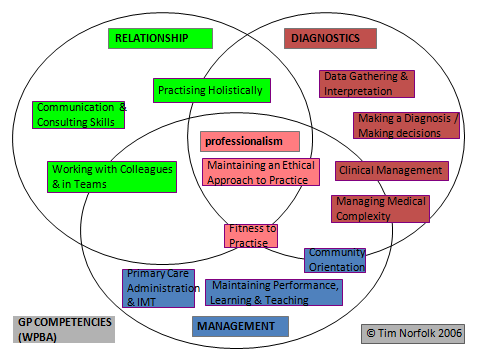 RELATIONSHIP
DIAGNOSTICS
Data Gathering &
Interpretation
Practising Holistically
Communication &
Consulting Skills
Making a Diagnosis /
Making decisions
professionalism
Maintaining an Ethical
Approach to Practice
Working with Colleagues
& in Teams
Clinical Management
Managing Medical
Complexity
Fitness to
Practise
Community
Orientation
Primary Care
Administration
& IMT
Maintaining Performance,
Learning & Teaching
GP COMPETENCIES
(WPBA)
MANAGEMENT
© Tim Norfolk 2006